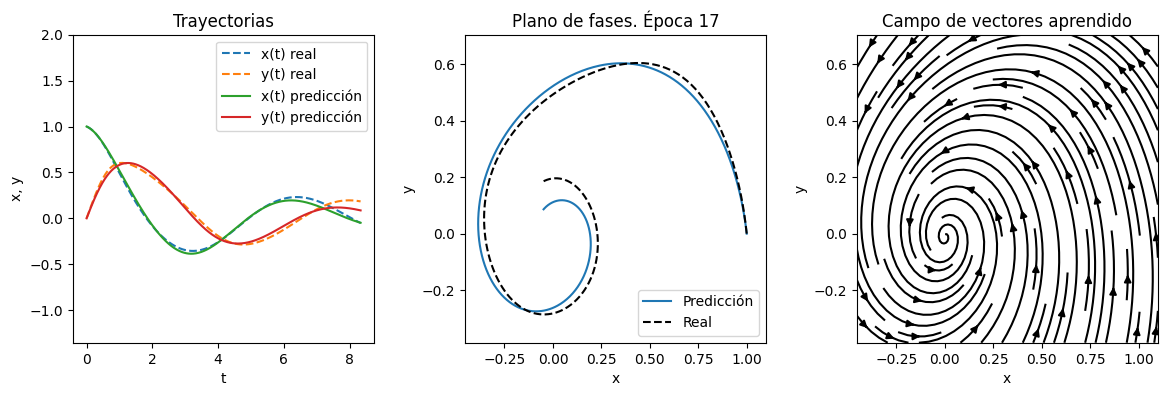 Trayectorias
2.0
1.5
1.0
0.5
0.0
−0.5
−1.0
x, y
0
2
4
6
8
t
x(t) real
y(t) real
x(t) predicción
y(t) predicción
Plano de fases. Época 17
0.6
0.4
0.2
0.0
−0.2
y
−0.25
0.00
0.25
0.50
0.75
1.00
x
Predicción
Real
Campo de vectores aprendido
0.6
0.4
0.2
0.0
−0.2
y
−0.25
0.00
0.25
0.50
0.75
1.00
x